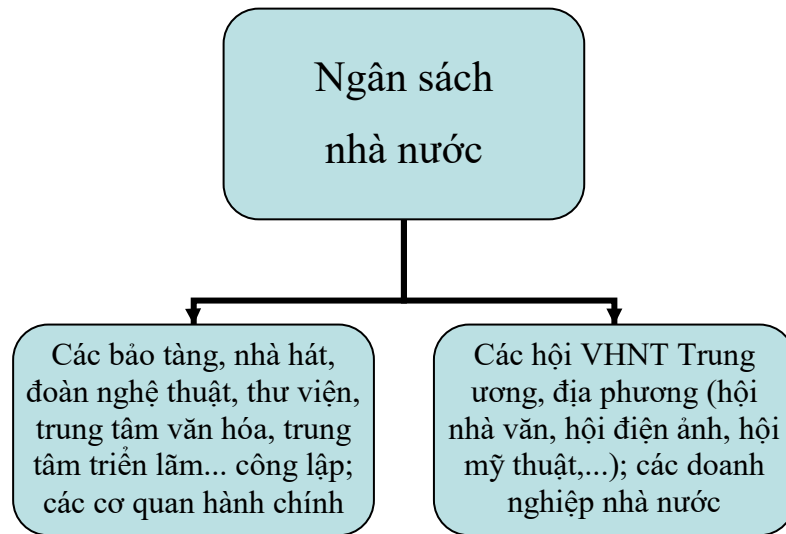 Ngân sách
nhà nước
Các bảo tàng, nhà hát,
đoàn nghệ thuật, thư viện,
trung tâm văn hóa, trung
tâm triển lãm... công lập;
các cơ quan hành chính
Các hội VHNT Trung
ương, địa phương (hội
nhà văn, hội điện ảnh, hội
mỹ thuật,...); các doanh
nghiệp nhà nước